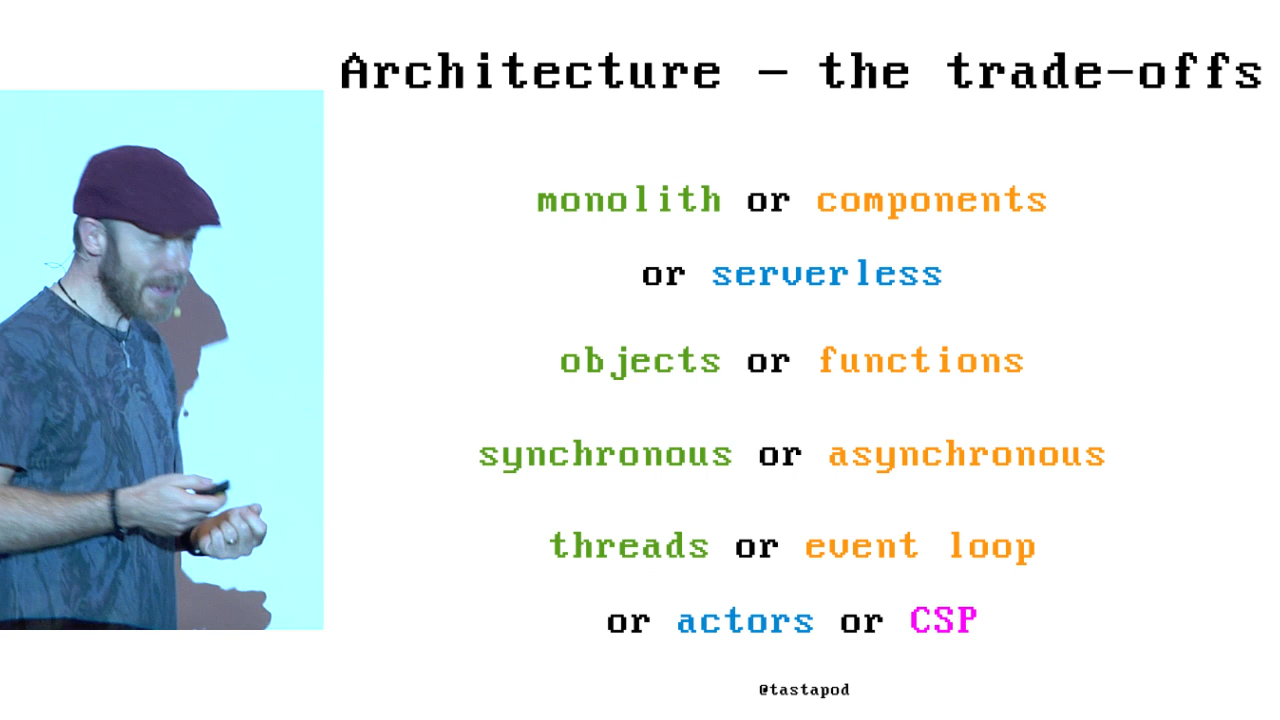 Architecture - the trade-offs
monolith or components
or serverless
objects or functions
synchronous or asynchronous
threads or event loop
or actors or CSP
@tastapod